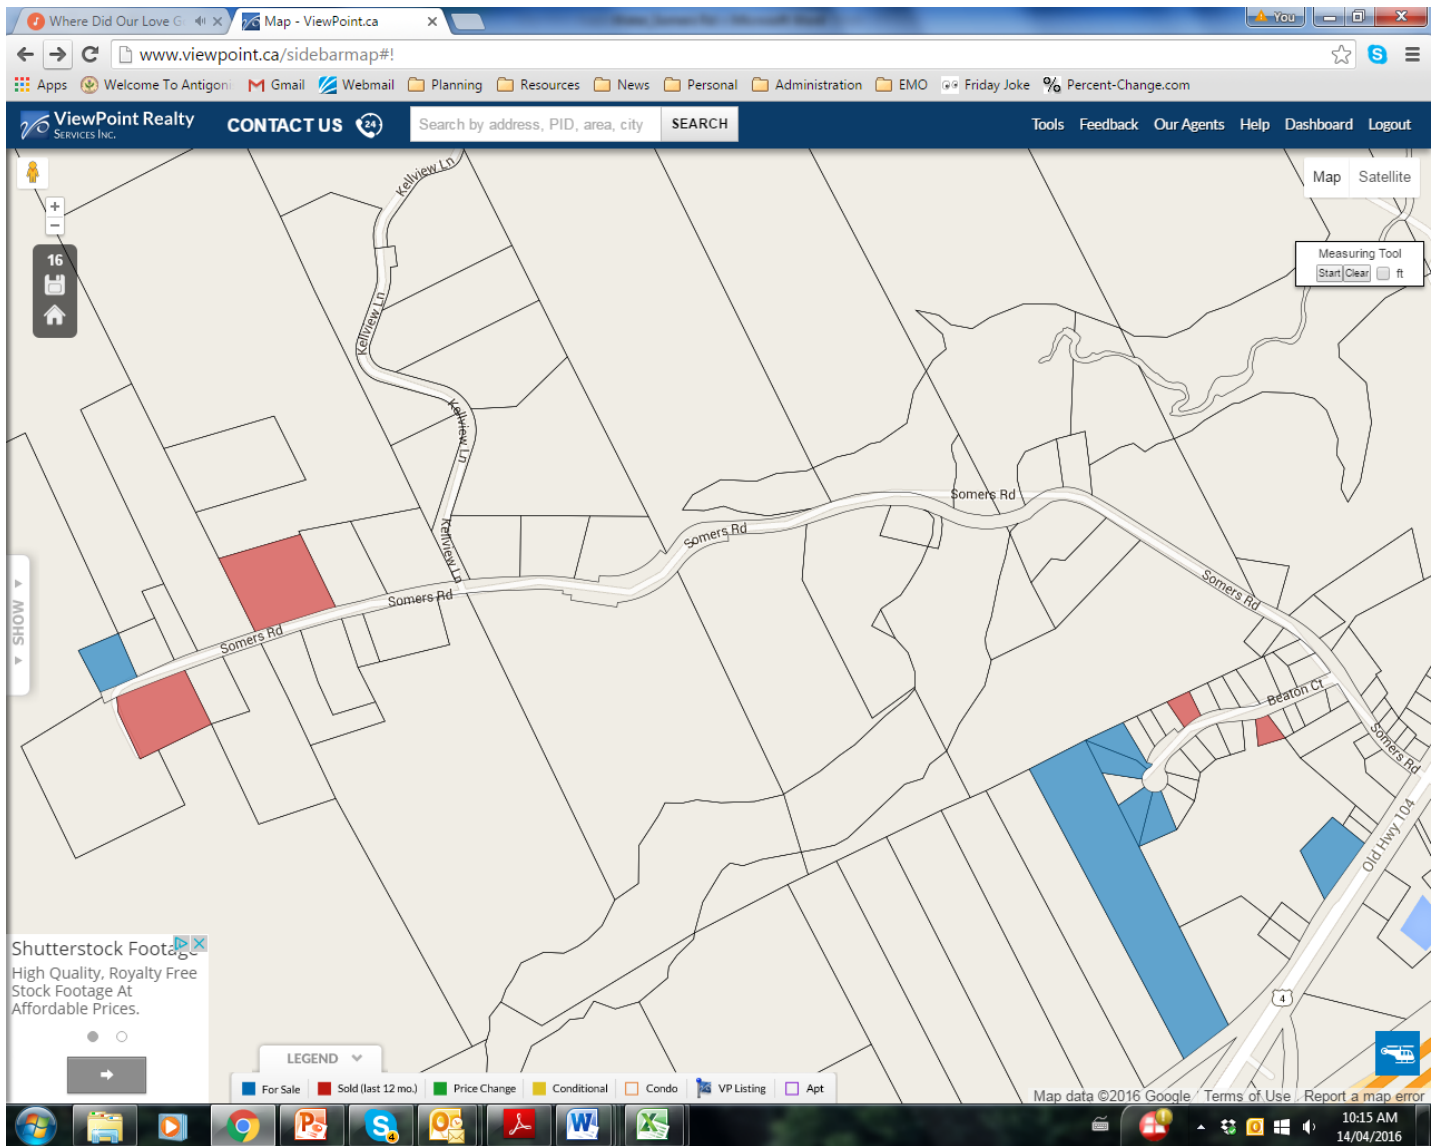 Where Did Our Love G
Map - ViewPoint.ca
You
www.viewpoint.ca/sidebarmap#!
Apps
Welcome To Antigoni
Gmail
Webmail
Planning
Resources
News
Personal
Administration
EMO
Friday Joke
Percent-Change.com
ViewPoint Realty
SERVICES INC.
CONTACT US
24
Search by address, PID, area, city
SEARCH
Tools
Feedback
Our Agents
Help
Dashboard
Logout
Map
Satellite
+
−
16
Measuring Tool
Start
Clear
ft
Kellview Ln
Kellview Ln
Kellview Ln
Kellview Ln
Somers Rd
Somers Rd
Somers Rd
Somers Rd
Somers Rd
Somers Rd
Beaton Ct
Old Hwy 104
4
SHOW
Shutterstock Footage
High Quality, Royalty Free
Stock Footage At
Affordable Prices.
LEGEND
For Sale
Sold (last 12 mo.)
Price Change
Conditional
Condo
VP Listing
Apt
Map data ©2016 Google
Terms of Use
Report a map error
10:15 AM
14/04/2016